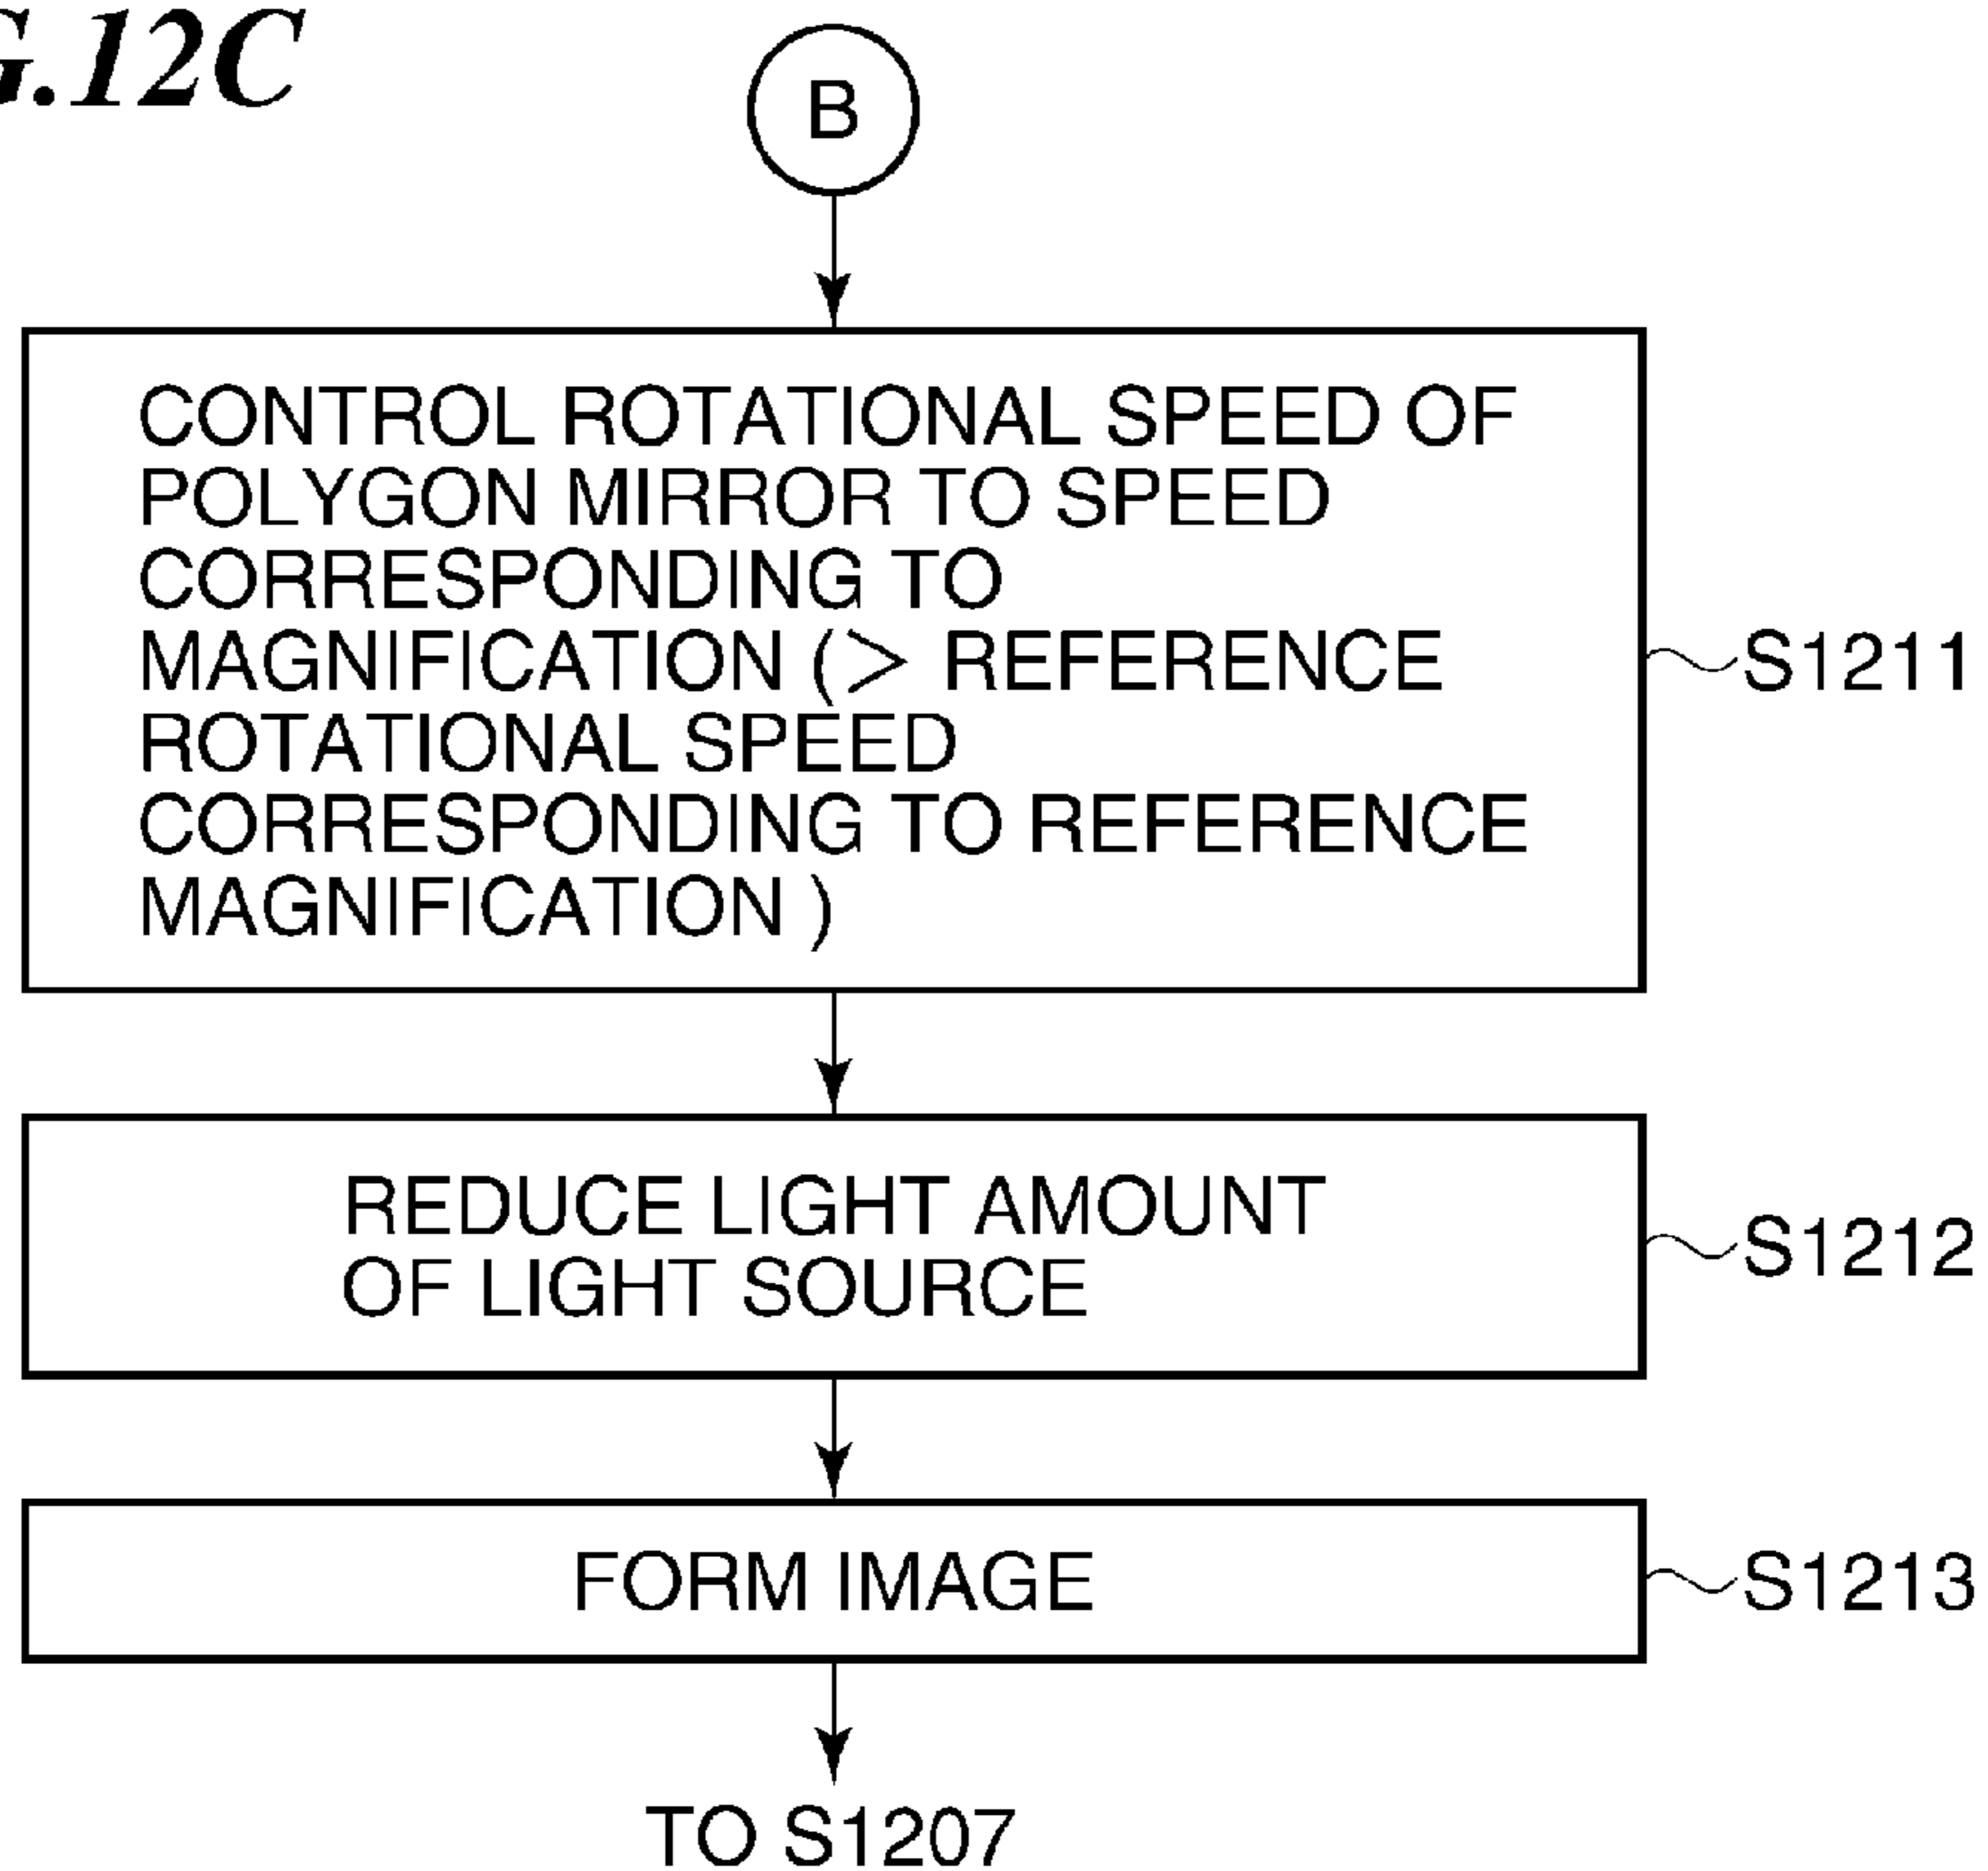 G.12C
B
CONTROL ROTATIONAL SPEED OF
POLYGON MIRROR TO SPEED
CORRESPONDING TO
MAGNIFICATION (> REFERENCE
ROTATIONAL SPEED
CORRESPONDING TO REFERENCE
MAGNIFICATION )
S1211
REDUCE LIGHT AMOUNT
OF LIGHT SOURCE
S1212
FORM IMAGE
S1213
TO S1207